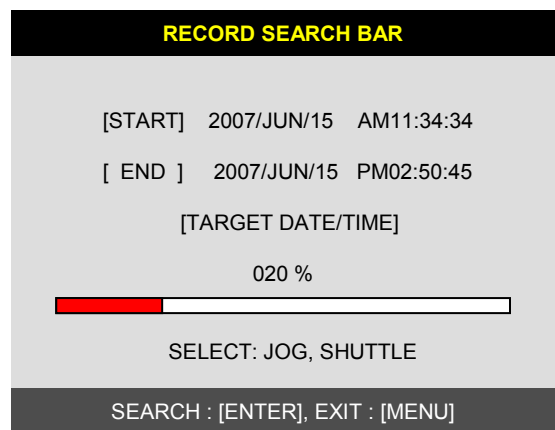 RECORD SEARCH BAR
[START] 2007/JUN/15 AM11:34:34
[ END ] 2007/JUN/15 PM02:50:45
[TARGET DATE/TIME]
020 %
SELECT: JOG, SHUTTLE
SEARCH : [ENTER], EXIT : [MENU]